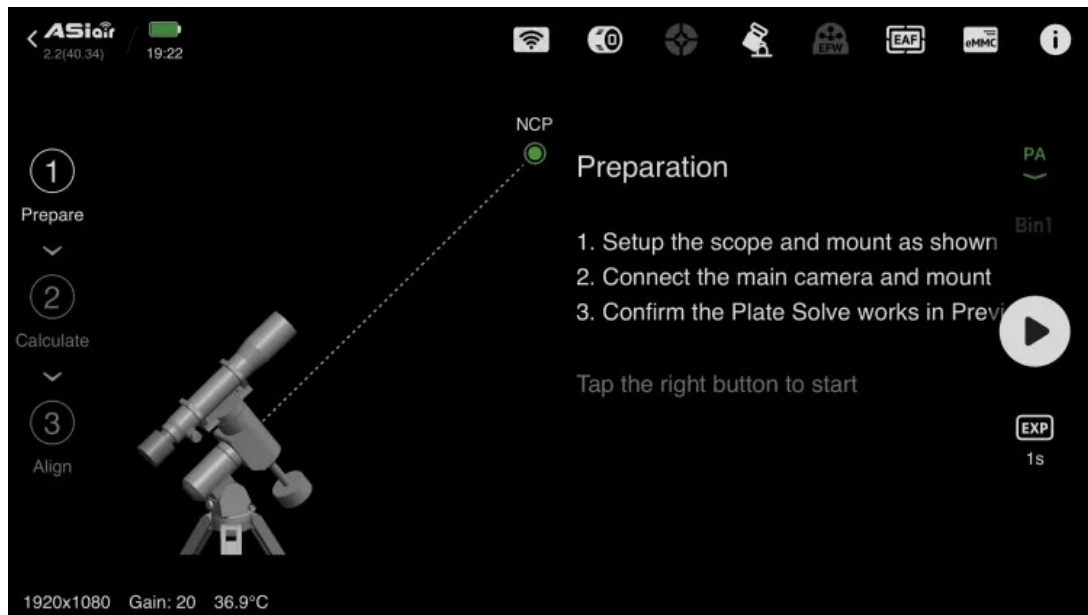 ASiair
2.2(40.34)
19:22
EFW
EAF
eMMC
NCP
1
Prepare
2
Calculate
3
Align
Preparation
1. Setup the scope and mount as shown
2. Connect the main camera and mount
3. Confirm the Plate Solve works in Previ
Tap the right button to start
PA
Bin1
EXP
1s
1920x1080 Gain: 20 36.9°C